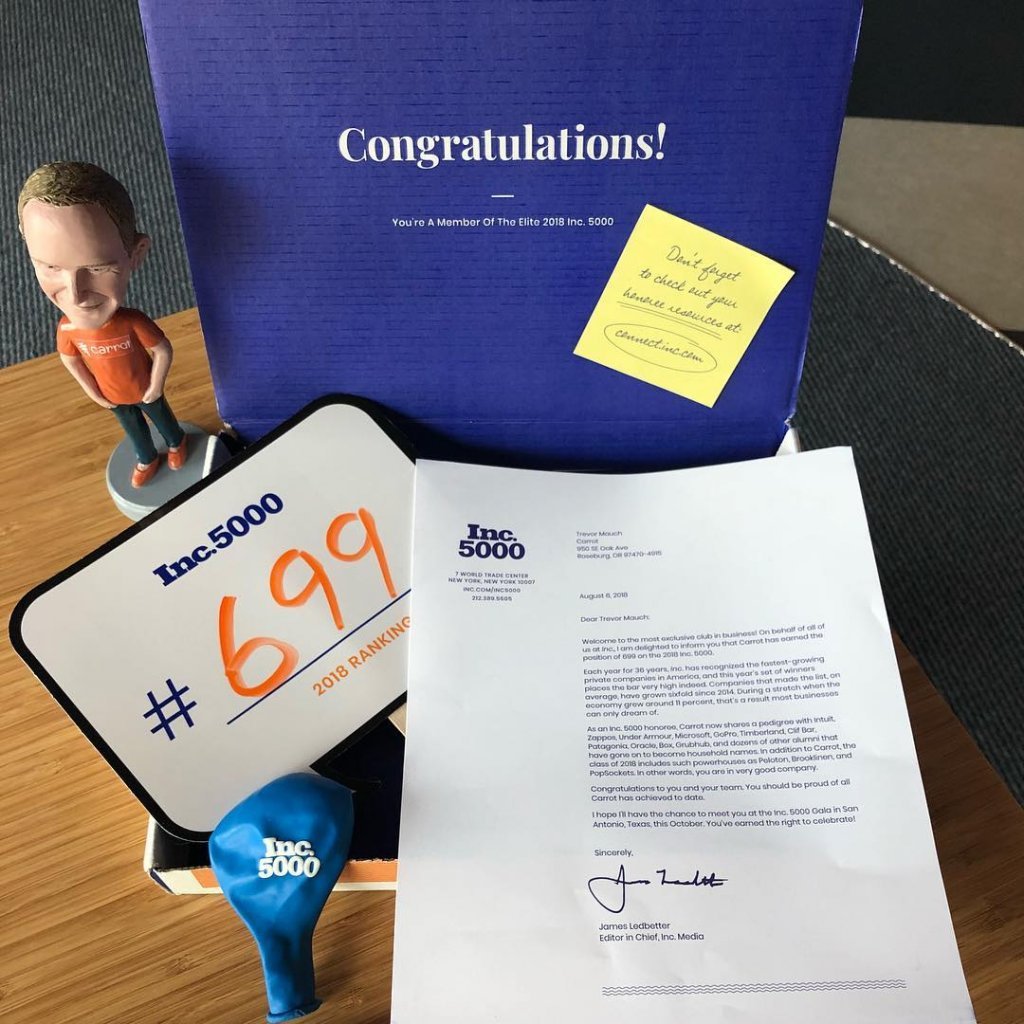 Congratulations!
You're A Member Of The Elite 2018 Inc. 5000
Don't forget
to check out your
honoree resources at:
connect.inc.com
carrot
Inc.5000
# 699
2018 RANKING
Inc.
5000
Inc.
5000
7 WORLD TRADE CENTER
NEW YORK, NEW YORK 10007
INC.COM/INC5000
212.389.5505
Trevor Mauch
Carrot
950 SE Oak Ave
Roseburg, OR 97470-4915
August 6, 2018
Dear Trevor Mauch:
Welcome to the most exclusive club in business! On behalf of all of
us at Inc, I am delighted to inform you that Carrot has earned the
position of 699 on the 2018 Inc. 5000.
Each year for 36 years, Inc. has recognized the fastest-growing
private companies in America, and this year's set of winners
places the bar very high indeed. Companies that made the list, on
average, have grown sixfold since 2014. During a stretch when the
economy grew around 11 percent, that's a result most businesses
can only dream of.
As an Inc. 5000 honoree, Carrot now shares a pedigree with Intuit,
Zappos, Under Armour, Microsoft, GoPro, Timberland, Clif Bar,
Patagonia, Oracle, Box, Grubhub, and dozens of other alumni that
have gone on to become household names. In addition to Carrot, the
class of 2018 includes such powerhouses as Peloton, Brooklinen, and
PopSockets. In other words, you are in very good company.
Congratulations to you and your team. You should be proud of all
Carrot has achieved to date.
I hope I'll have the chance to meet you at the Inc. 5000 Gala in San
Antonio, Texas, this October. You've earned the right to celebrate!
Sincerely,
James Ledbetter
Editor in Chief, Inc. Media